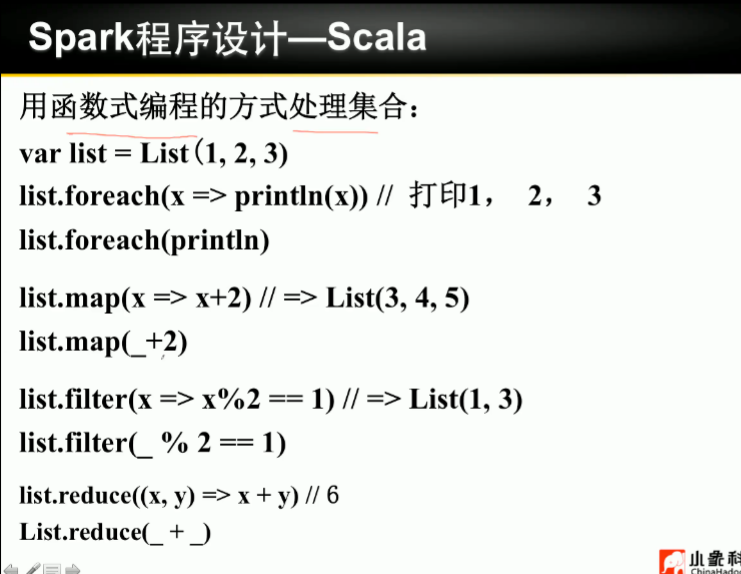 Spark程序设计—Scala
用函数式编程的方式处理集合：
var list = List(1, 2, 3)
list.foreach(x => println(x)) // 打印1， 2， 3
list.foreach(println)
list.map(x => x+2) // => List(3, 4, 5)
list.map(_+2)
list.filter(x => x%2 == 1) // => List(1, 3)
list.filter(_ % 2 == 1)
list.reduce((x, y) => x + y) // 6
List.reduce(_ + _)
小象科
ChinaHadoo